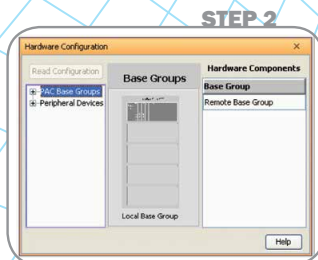 STEP 2
Hardware Configuration
Read Configuration
PAC Base Groups
Peripheral Devices
Base Groups
Local Base Group
Hardware Components
Base Group
Remote Base Group
Help